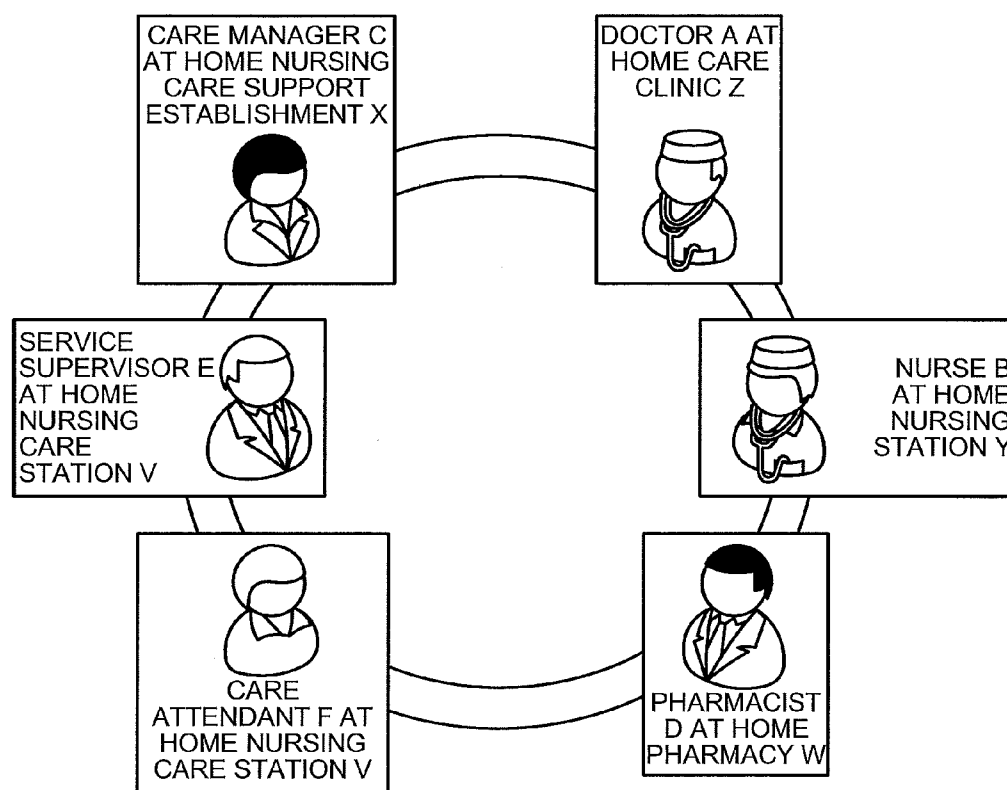 CARE MANAGER C
AT HOME NURSING
CARE SUPPORT
ESTABLISHMENT X
DOCTOR A AT
HOME CARE
CLINIC Z
SERVICE
SUPERVISOR E
AT HOME
NURSING
CARE
STATION V
NURSE B
AT HOME
NURSING
STATION Y
CARE
ATTENDANT F AT
HOME NURSING
CARE STATION V
PHARMACIST
D AT HOME
PHARMACY W